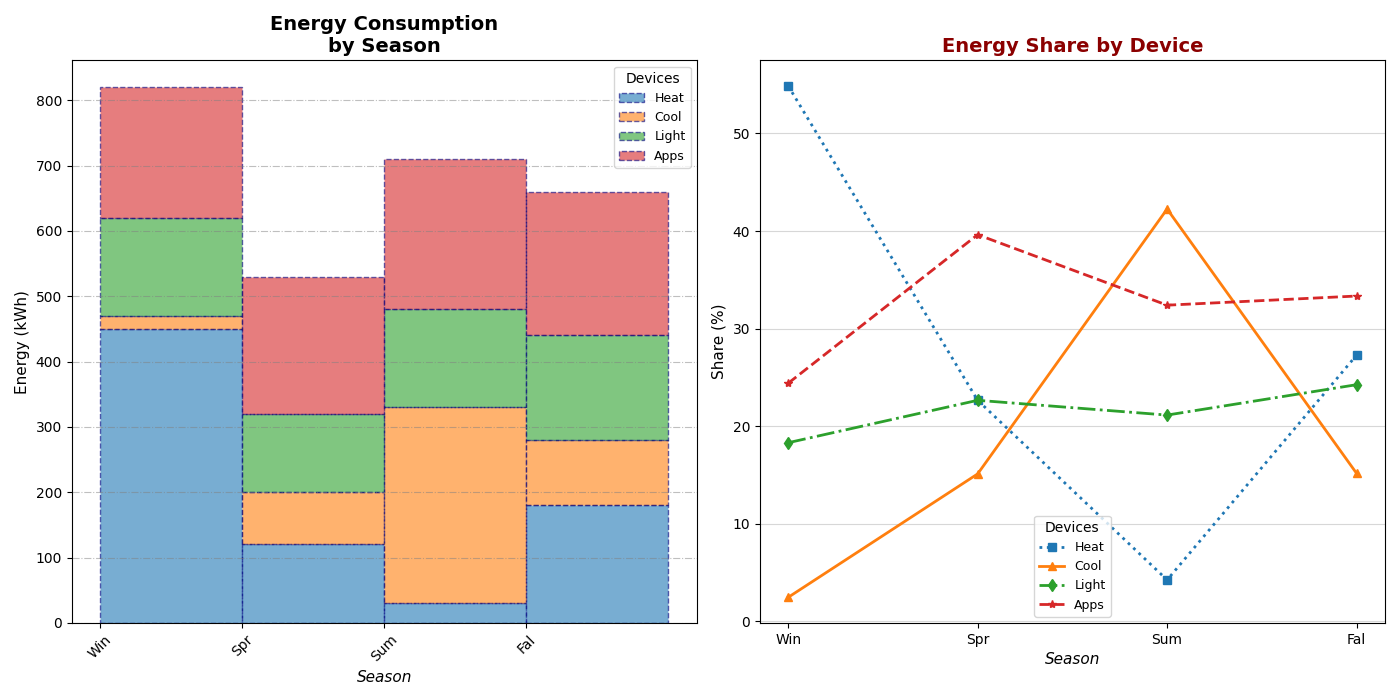 Energy Consumption
by Season
Energy (kWh)
800
700
600
500
400
300
200
100
0
Devices
Heat
Cool
Light
Apps
Win
Spr
Sum
Fal
Season
Energy Share by Device
Share (%)
50
40
30
20
10
0
Devices
Heat
Cool
Light
Apps
Win
Spr
Sum
Fal
Season